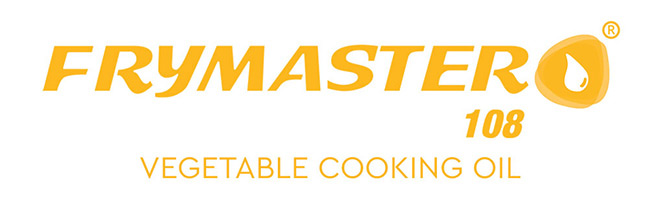 FRYMASTER ®
108
VEGETABLE COOKING OIL